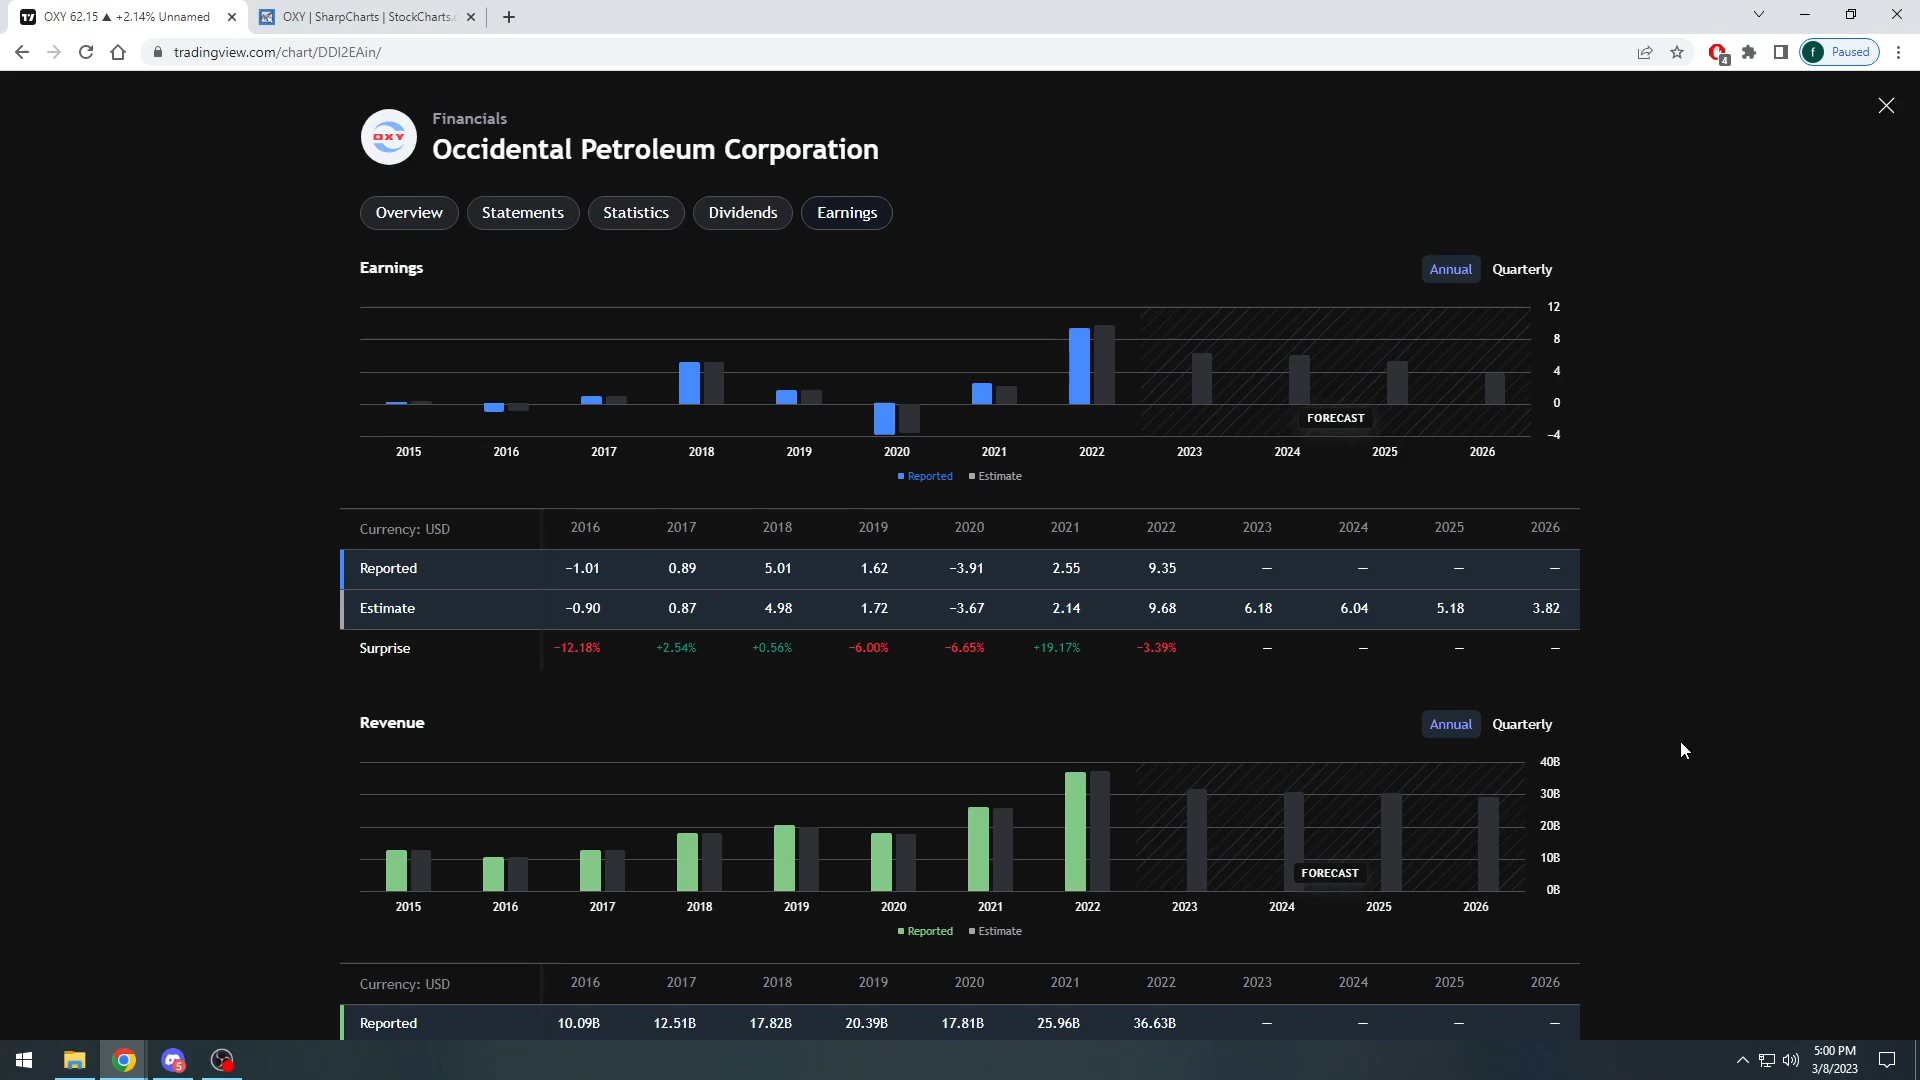 OXY 62.15 ▲ +2.14% Unnamed
OXY | SharpCharts | StockCharts.c
tradingview.com/chart/DDI2EAin/
4
f
Paused
OXY
Financials
Occidental Petroleum Corporation
Overview Statements Statistics Dividends Earnings
Earnings
Annual Quarterly
12
8
4
0
−4
FORECAST
2015 2016 2017 2018 2019 2020 2021 2022 2023 2024 2025 2026
Reported Estimate
Currency: USD 2016 2017 2018 2019 2020 2021 2022 2023 2024 2025 2026
Reported −1.01 0.89 5.01 1.62 −3.91 2.55 9.35 — — — —
Estimate −0.90 0.87 4.98 1.72 −3.67 2.14 9.68 6.18 6.04 5.18 3.82
Surprise −12.18% +2.54% +0.56% −6.00% −6.65% +19.17% −3.39% — — — —
Revenue
Annual Quarterly
40B
30B
20B
10B
0B
FORECAST
2015 2016 2017 2018 2019 2020 2021 2022 2023 2024 2025 2026
Reported Estimate
Currency: USD 2016 2017 2018 2019 2020 2021 2022 2023 2024 2025 2026
Reported 10.09B 12.51B 17.82B 20.39B 17.81B 25.96B 36.63B — — — —
5
5:00 PM
3/8/2023